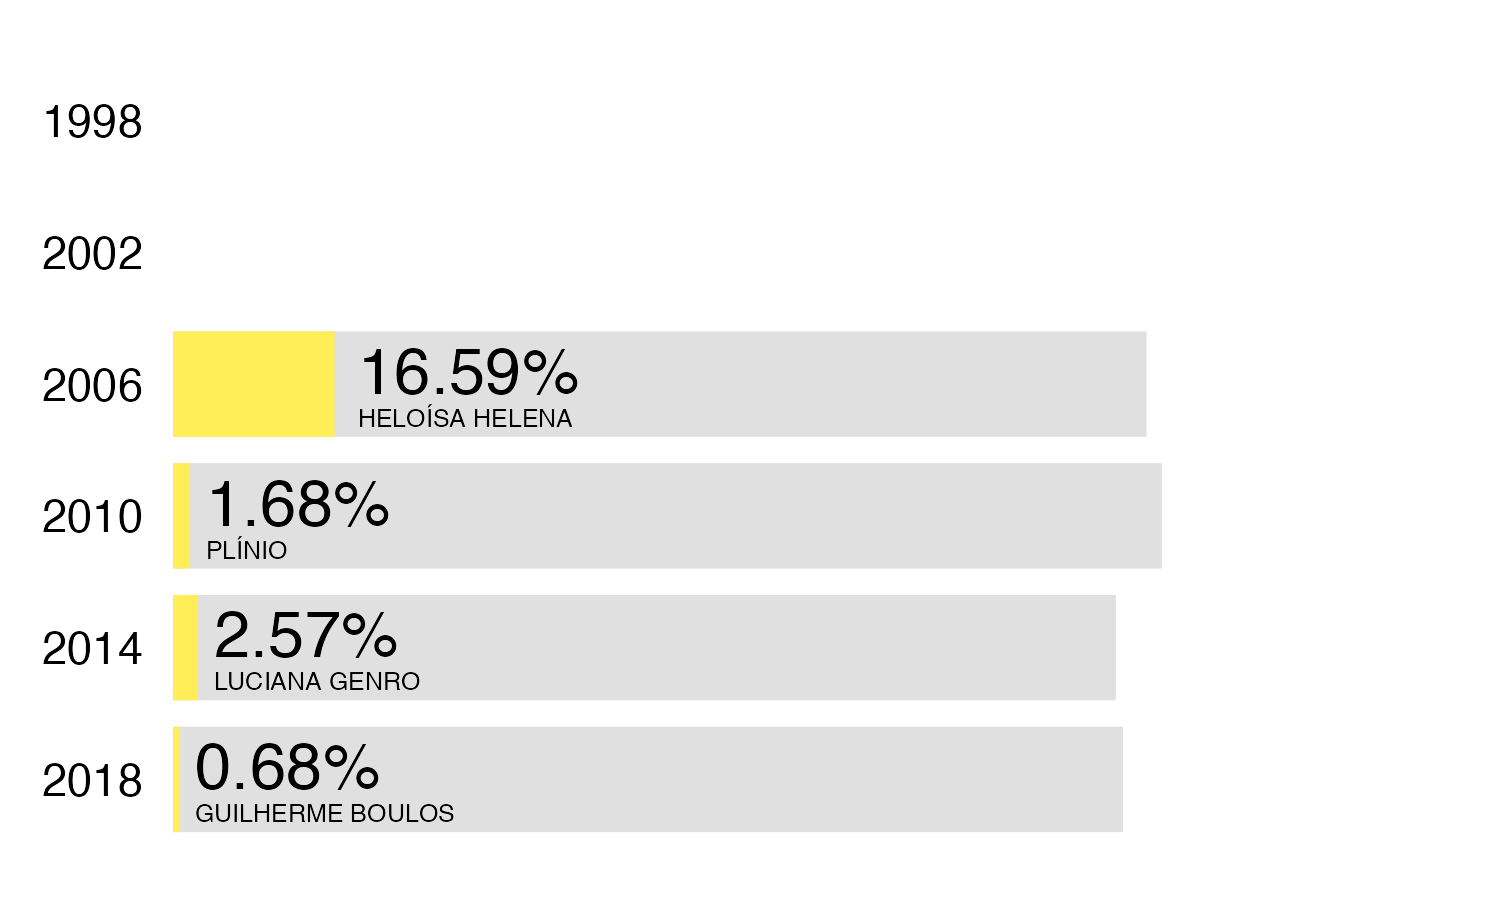 1998
2002
2006
16.59%
HELOÍSA HELENA
2010
1.68%
PLÍNIO
2014
2.57%
LUCIANA GENRO
2018
0.68%
GUILHERME BOULOS